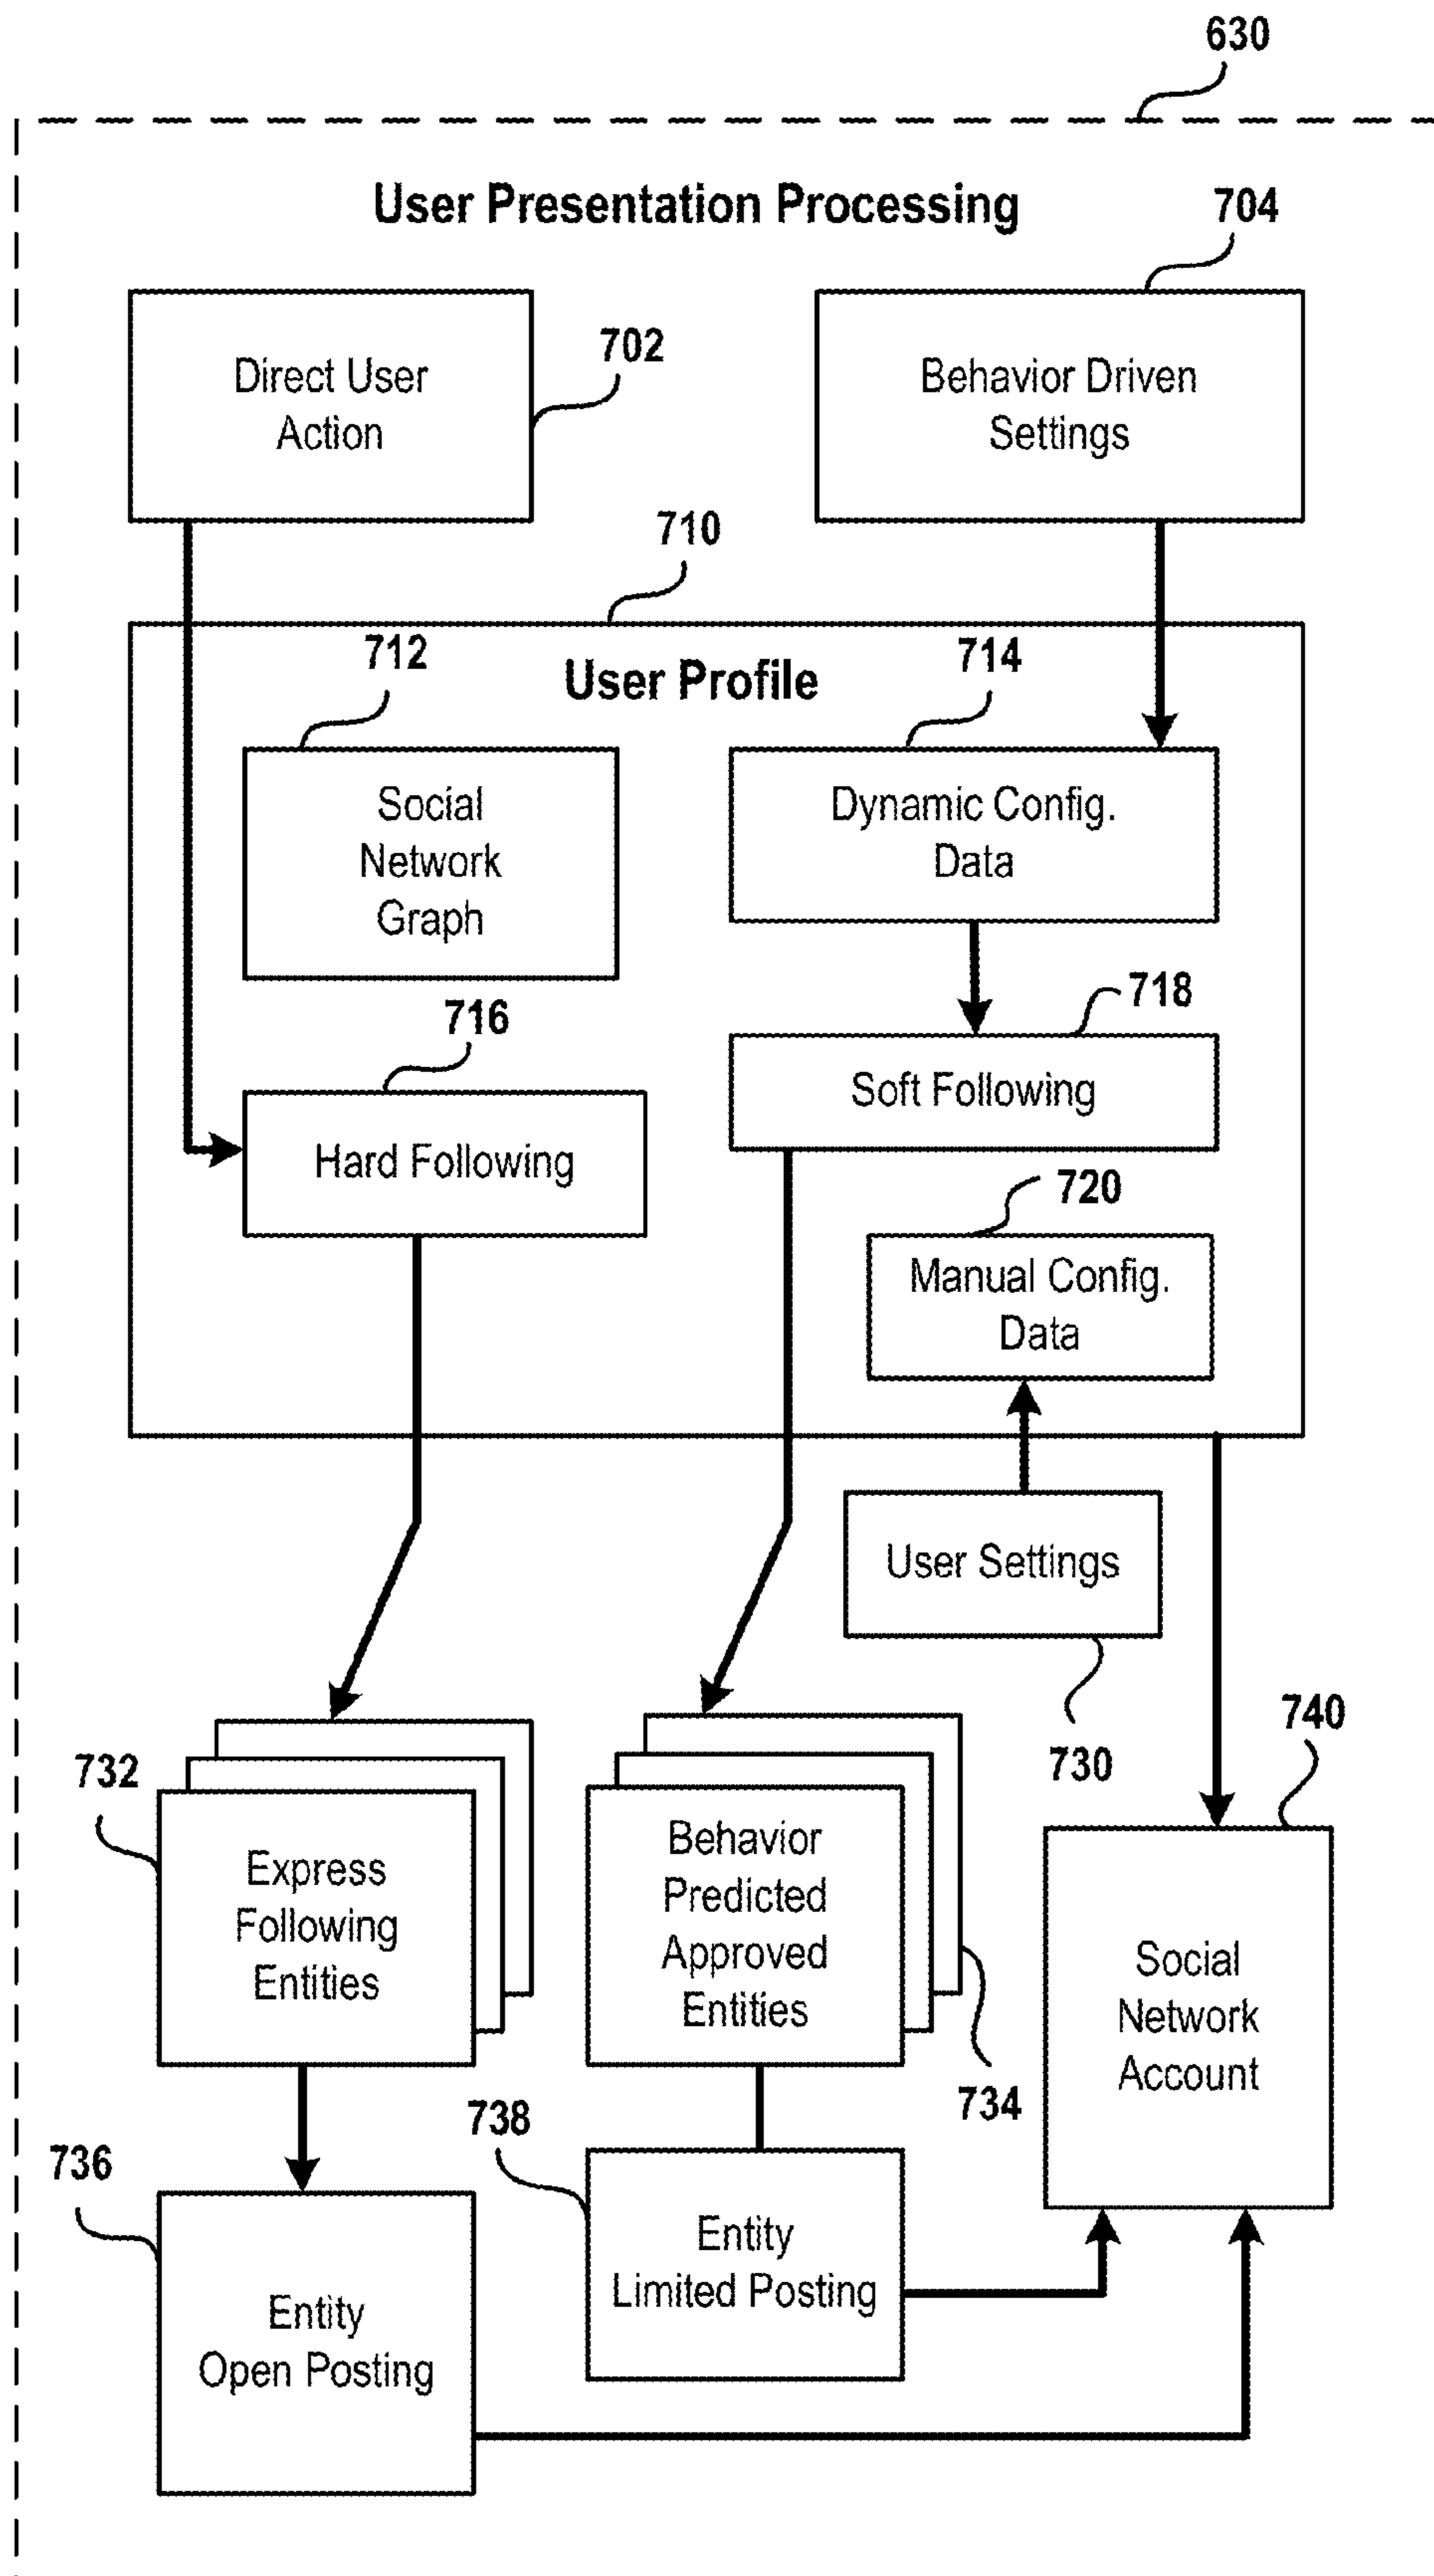 630
User Presentation Processing
704
Direct User
Action
702
Behavior Driven
Settings
710
User Profile
712
714
Social
Network
Graph
Dynamic Config.
Data
716
718
Hard Following
Soft Following
720
Manual Config.
Data
User Settings
730
740
732
Express
Following
Entities
Behavior
Predicted
Approved
Entities
734
Social
Network
Account
736
738
Entity
Open Posting
Entity
Limited Posting